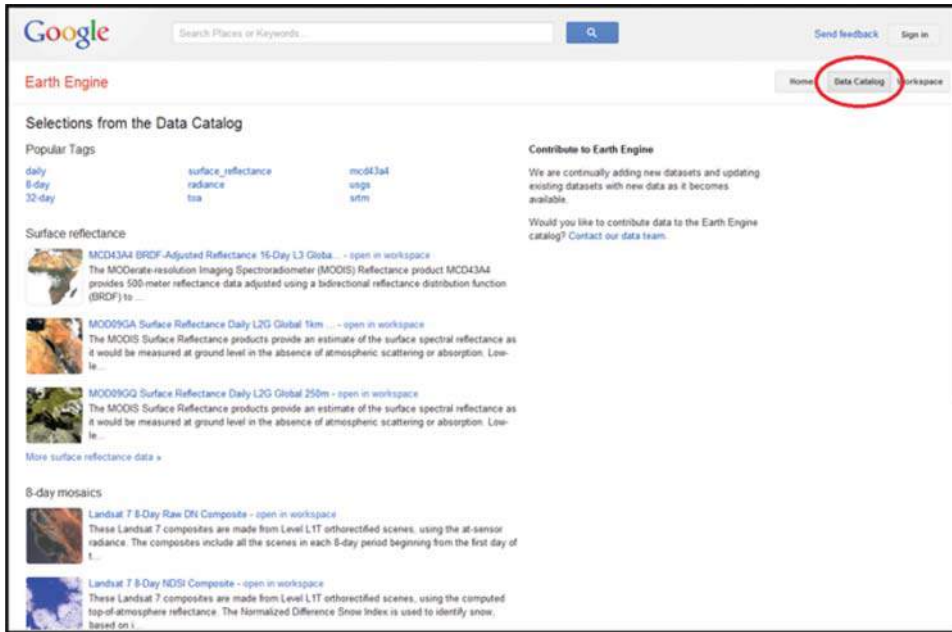 Google
Search Places or Keywords ...
Send feedback
Sign in
Earth Engine
Home
Data Catalog
Workspace
Selections from the Data Catalog
Popular Tags
daily surface_reflectance mcd43a4
8-day radiance usgs
32-day toa srtm
Surface reflectance
MCD43A4 BRDF-Adjusted Reflectance 16-Day L3 Globa... - open in workspace
The MODerate-resolution Imaging Spectroradiometer (MODIS) Reflectance product MCD43A4
provides 500-meter reflectance data adjusted using a bidirectional reflectance distribution function
(BRDF) to ...
MOD09GA Surface Reflectance Daily L2G Global 1km ... - open in workspace
The MODIS Surface Reflectance products provide an estimate of the surface spectral reflectance as
it would be measured at ground level in the absence of atmospheric scattering or absorption. Low-
le...
MOD09GQ Surface Reflectance Daily L2G Global 250m - open in workspace
The MODIS Surface Reflectance products provide an estimate of the surface spectral reflectance as
it would be measured at ground level in the absence of atmospheric scattering or absorption. Low-
le...
More surface reflectance data »
8-day mosaics
Landsat 7 8-Day Raw DN Composite - open in workspace
These Landsat 7 composites are made from Level L1T orthorectified scenes, using the at-sensor
radiance. The composites include all the scenes in each 8-day period beginning from the first day of
t...
Landsat 7 8-Day NDSI Composite - open in workspace
These Landsat 7 composites are made from Level L1T orthorectified scenes, using the computed
top-of-atmosphere reflectance. The Normalized Difference Snow Index is used to identify snow,
based on i...
Contribute to Earth Engine
We are continually adding new datasets and updating
existing datasets with new data as it becomes
available.
Would you like to contribute data to the Earth Engine
catalog? Contact our data team.